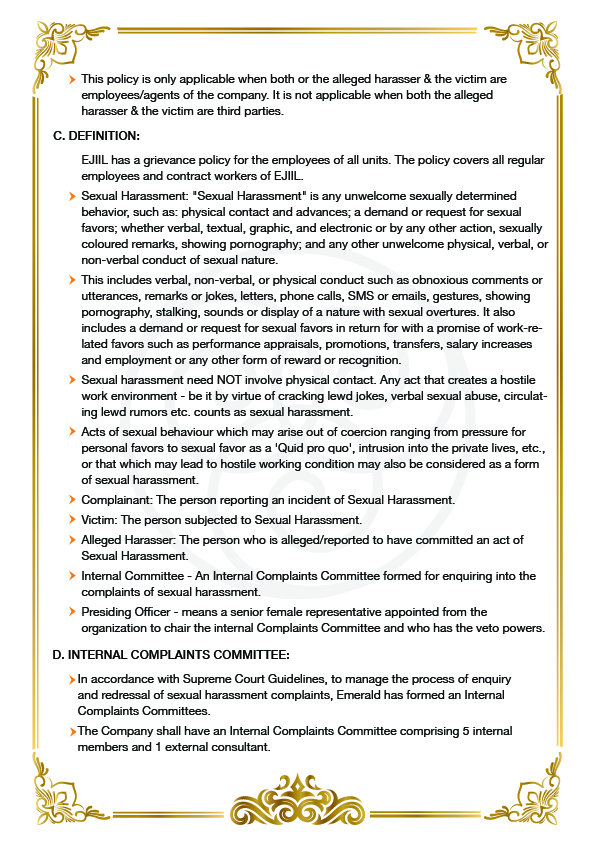 This policy is only applicable when both or the alleged harasser & the victim are
employees/agents of the company. It is not applicable when both the alleged
harasser & the victim are third parties.
C. DEFINITION:
EJIIL has a grievance policy for the employees of all units. The policy covers all regular
employees and contract workers of EJIIL.
Sexual Harassment: "Sexual Harassment" is any unwelcome sexually determined
behavior, such as: physical contact and advances; a demand or request for sexual
favors; whether verbal, textual, graphic, and electronic or by any other action, sexually
coloured remarks, showing pornography; and any other unwelcome physical, verbal, or
non-verbal conduct of sexual nature.
This includes verbal, non-verbal, or physical conduct such as obnoxious comments or
utterances, remarks or jokes, letters, phone calls, SMS or emails, gestures, showing
pornography, stalking, sounds or display of a nature with sexual overtures. It also
includes a demand or request for sexual favors in return for with a promise of work-re-
lated favors such as performance appraisals, promotions, transfers, salary increases
and employment or any other form of reward or recognition.
Sexual harassment need NOT involve physical contact. Any act that creates a hostile
work environment - be it by virtue of cracking lewd jokes, verbal sexual abuse, circulat-
ing lewd rumors etc. counts as sexual harassment.
Acts of sexual behaviour which may arise out of coercion ranging from pressure for
personal favors to sexual favor as a 'Quid pro quo', intrusion into the private lives, etc.,
or that which may lead to hostile working condition may also be considered as a form
of sexual harassment.
Complainant: The person reporting an incident of Sexual Harassment.
Victim: The person subjected to Sexual Harassment.
Alleged Harasser: The person who is alleged/reported to have committed an act of
Sexual Harassment.
Internal Committee - An Internal Complaints Committee formed for enquiring into the
complaints of sexual harassment.
Presiding Officer - means a senior female representative appointed from the
organization to chair the internal Complaints Committee and who has the veto powers.
D. INTERNAL COMPLAINTS COMMITTEE:
In accordance with Supreme Court Guidelines, to manage the process of enquiry
and redressal of sexual harassment complaints, Emerald has formed an Internal
Complaints Committees.
The Company shall have an Internal Complaints Committee comprising 5 internal
members and 1 external consultant.